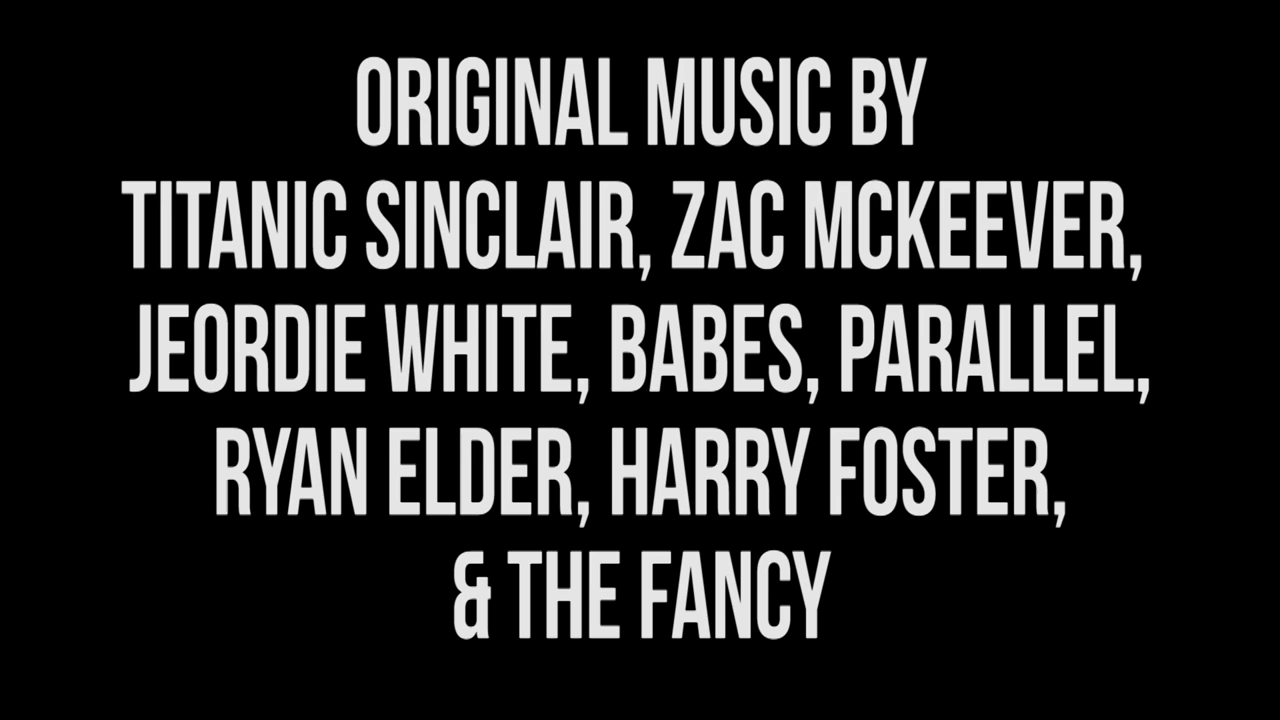 ORIGINAL MUSIC BY
TITANIC SINCLAIR, ZAC MCKEEVER,
JEORDIE WHITE, BABES, PARALLEL,
RYAN ELDER, HARRY FOSTER,
& THE FANCY